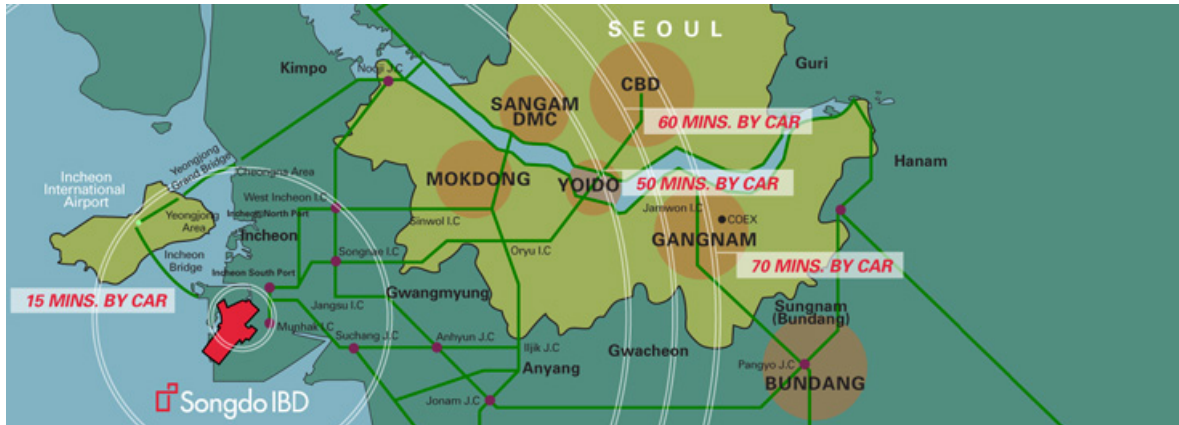 SEOUL
Kimpo
Nooji J.C
Guri
CBD
SANGAM
DMC
60 MINS. BY CAR
Hanam
Yeongjong
Grand Bridge
Cheongna Area
Incheon
International
Airport
MOKDONG
YOIDO
50 MINS. BY CAR
West Incheon I.C
Jamwon I.C
Yeongjong
Area
Incheon North Port
Sinwol I.C
COEX
Incheon
GANGNAM
Oryu I.C
Songnae I.C
Incheon
Bridge
Incheon South Port
70 MINS. BY CAR
15 MINS. BY CAR
Gwangmyung
Jangsu I.C
Sungnam
(Bundang)
Munhak I.C
Suchang J.C
Anhyun J.C
Iljik J.C
Gwacheon
Pangyo J.C
Anyang
BUNDANG
Songdo IBD
Jonam J.C